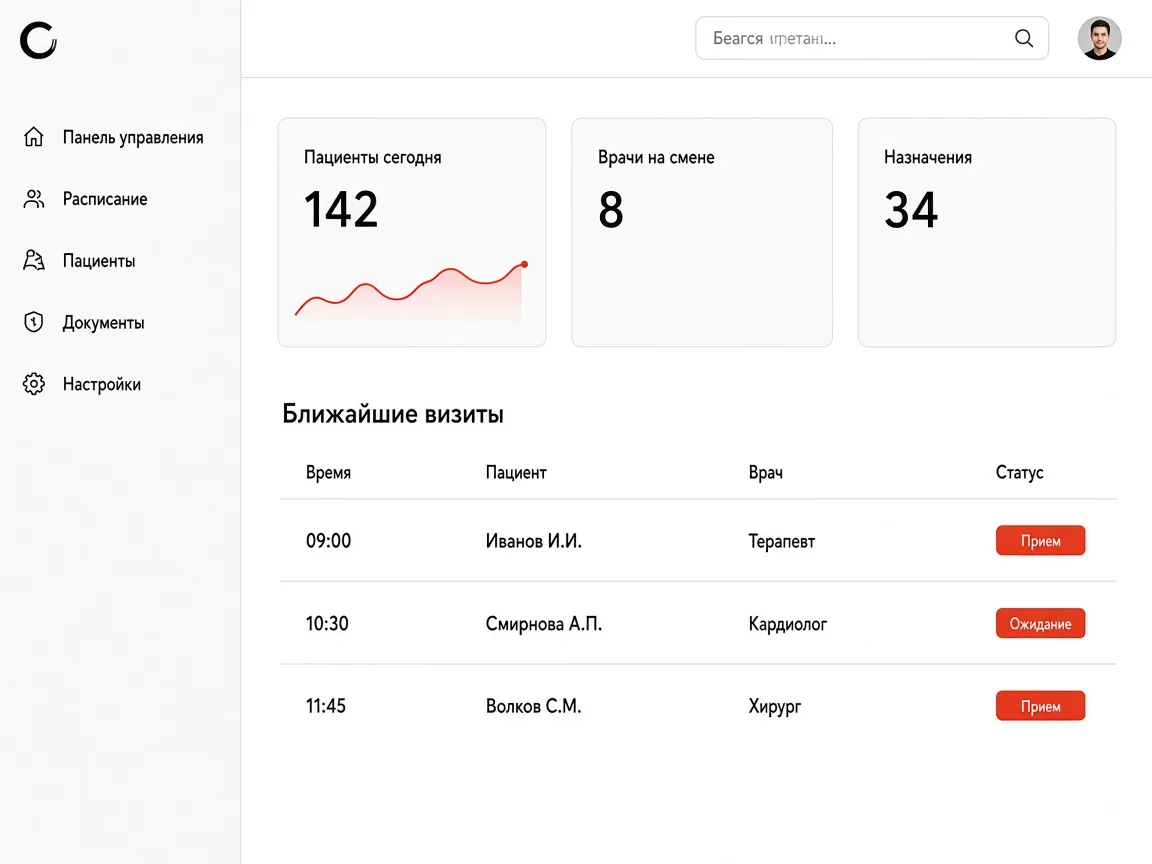 Беагся
Панель управления
Расписание
Пациенты
Документы
Настройки
Пациенты сегодня
142
Врачи на смене
8
Назначения
34
Ближайшие визиты
Время Пациент Врач Статус
09:00 Иванов И.И. Терапевт Прием
10:30 Смирнова А.П. Кардиолог Ожидание
11:45 Волков С.М. Хирург Прием